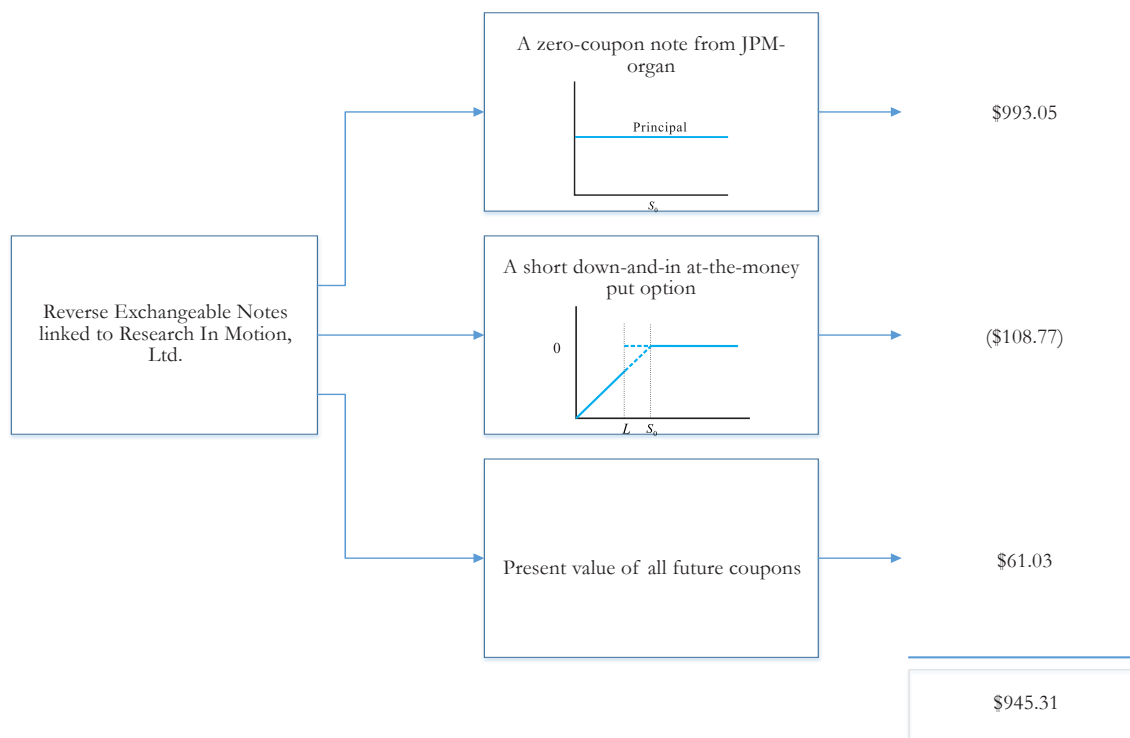 A zero-coupon note from JPM-
organ
Principal
S₀
$993.05
Reverse Exchangeable Notes
linked to Research In Motion,
Ltd.
A short down-and-in at-the-money
put option
0
L S₀
($108.77)
Present value of all future coupons
$61.03
$945.31